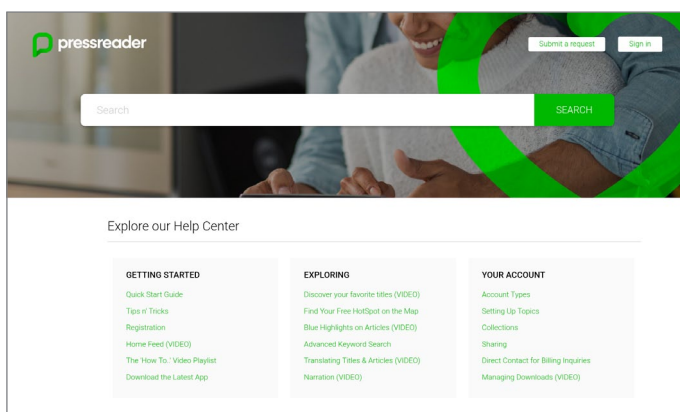 pressreader
Submit a request
Sign in
Search
SEARCH
Explore our Help Center
GETTING STARTED
Quick Start Guide
Tips n' Tricks
Registration
Home Feed (VIDEO)
The 'How To..' Video Playlist
Download the Latest App
EXPLORING
Discover your favorite titles (VIDEO)
Find Your Free HotSpot on the Map
Blue Highlights on Articles (VIDEO)
Advanced Keyword Search
Translating Titles & Articles (VIDEO)
Narration (VIDEO)
YOUR ACCOUNT
Account Types
Setting Up Topics
Collections
Sharing
Direct Contact for Billing Inquiries
Managing Downloads (VIDEO)